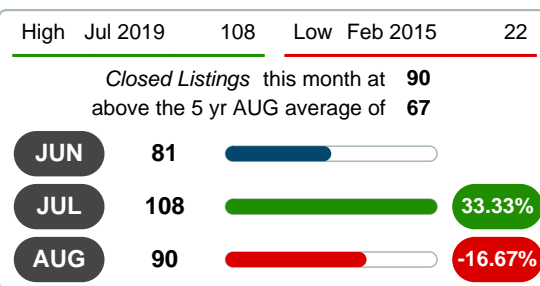 High Jul 2019 108 Low Feb 2015 22
Closed Listings this month at 90
above the 5 yr AUG average of 67
JUN 81
JUL 108 33.33%
AUG 90 -16.67%